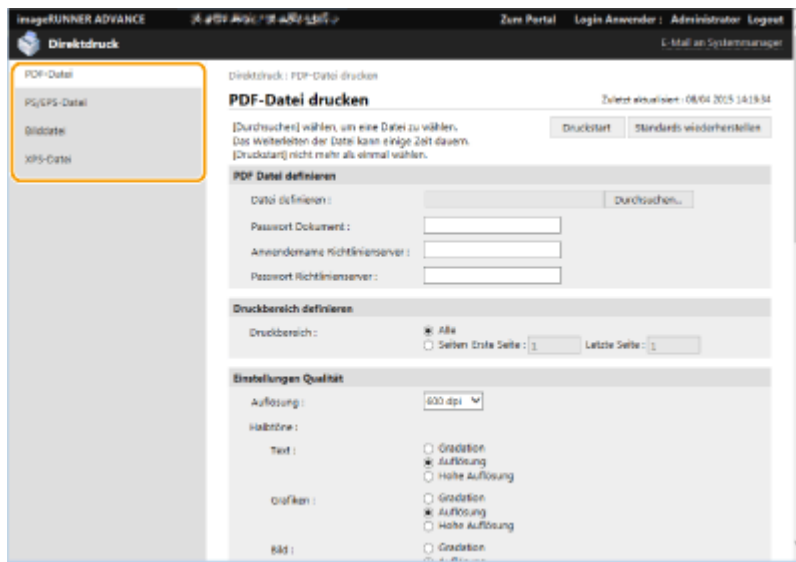 imageRUNNER ADVANCE
Zum Portal Login Anwender : Administrator Logout
Direktdruck
E-Mail an Systemmanager
PDF-Datei
PS/EPS-Datei
Bilddatei
XPS-Datei
Direktdruck : PDF-Datei drucken
PDF-Datei drucken
Zuletzt aktualisiert : 08/04 2015 14:19:34
[Durchsuchen] wählen, um eine Datei zu wählen.
Das Weiterleiten der Datei kann einige Zeit dauern.
[Druckstart] nicht mehr als einmal wählen.
Druckstart
Standards wiederherstellen
PDF Datei definieren
Datei definieren :
Durchsuchen...
Passwort Dokument :
Anwendername Richtlinienserver :
Passwort Richtlinienserver :
Druckbereich definieren
Druckbereich :
Alle
Seiten Erste Seite : 1 Letzte Seite : 1
Einstellungen Qualität
Auflösung :
600 dpi
Halbtöne :
Text :
Gradation
Auflösung
Hohe Auflösung
Grafiken :
Gradation
Auflösung
Hohe Auflösung
Bild :
Gradation